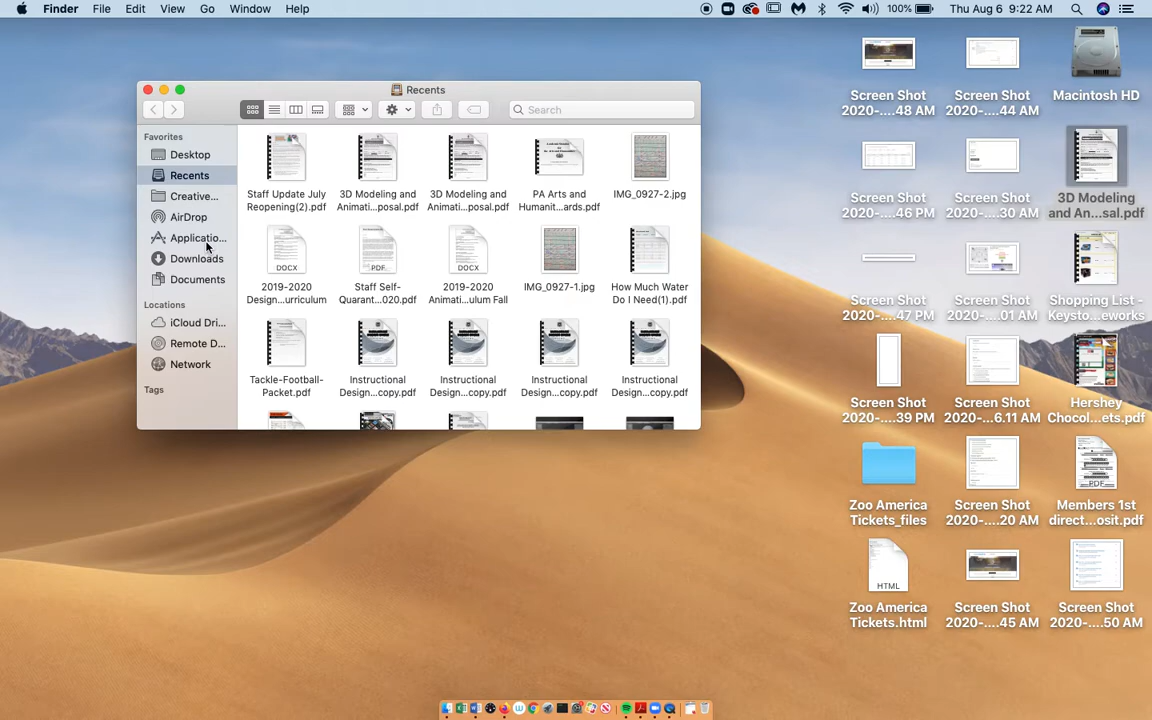 Finder File Edit View Go Window Help
100% Thu Aug 6 9:22 AM
Recents
Search
Favorites
Desktop
Recents
Creative...
AirDrop
Applicatio...
Downloads
Documents
Locations
iCloud Dri...
Remote D...
Network
Tags
Staff Update July
Reopening(2).pdf
3D Modeling and
Animati...posal.pdf
3D Modeling and
Animati...posal.pdf
PA Arts and
Humanit...ards.pdf
IMG_0927-2.jpg
DOCX
2019-2020
Design...urriculum
PDF
Staff Self-
Quarant...020.pdf
DOCX
2019-2020
Animati...ulum Fall
IMG_0927-1.jpg
How Much Water
Do I Need(1).pdf
Tackle-Football-
Packet.pdf
Instructional
Design...copy.pdf
Instructional
Design...copy.pdf
Instructional
Design...copy.pdf
Instructional
Design...copy.pdf
Screen Shot
2020-....48 AM
Screen Shot
2020-....44 AM
Macintosh HD
Screen Shot
2020-....46 PM
Screen Shot
2020-....30 AM
3D Modeling
and An...sal.pdf
Screen Shot
2020-....47 PM
Screen Shot
2020-....01 AM
Shopping List -
Keysto...eworks
Screen Shot
2020-....39 PM
Screen Shot
2020-...6.11 AM
Hershey
Chocol...ets.pdf
Zoo America
Tickets_files
Screen Shot
2020-....20 AM
PDF
Members 1st
direct...osit.pdf
HTML
Zoo America
Tickets.html
Screen Shot
2020-....45 AM
Screen Shot
2020-....50 AM